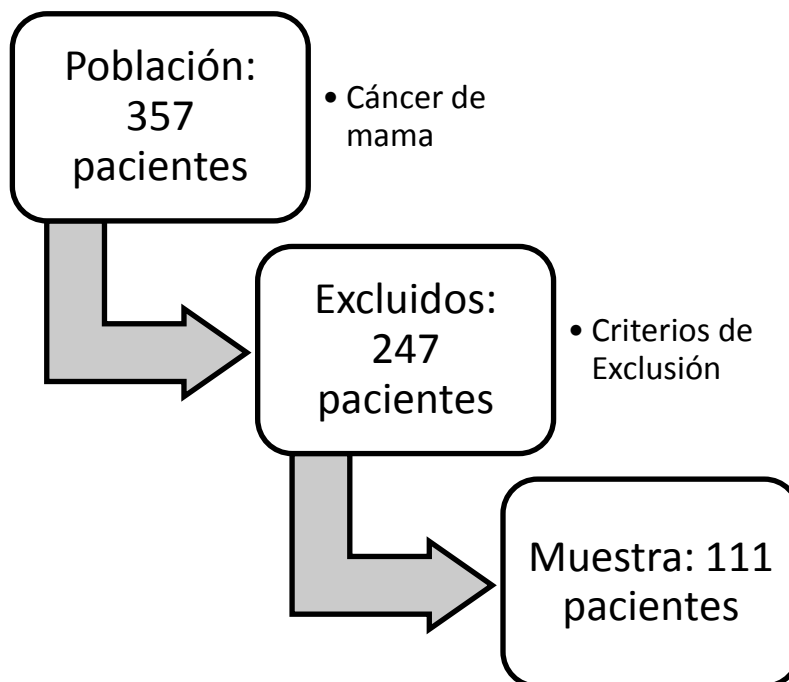 Población:
357
pacientes
• Cáncer de
mama
Excluidos:
247
pacientes
• Criterios de
Exclusión
Muestra: 111
pacientes